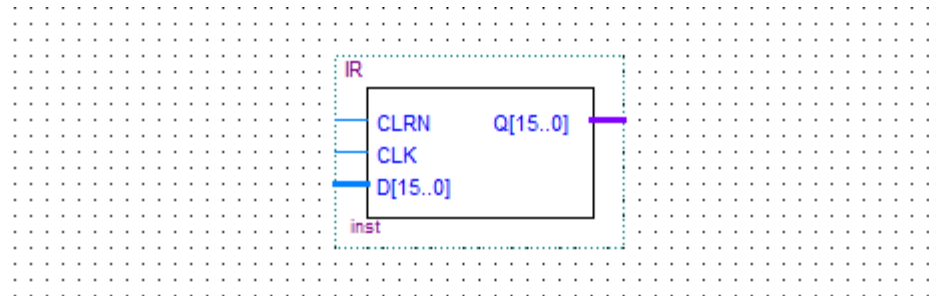 IR
CLRN Q[15..0]
CLK
D[15..0]
inst